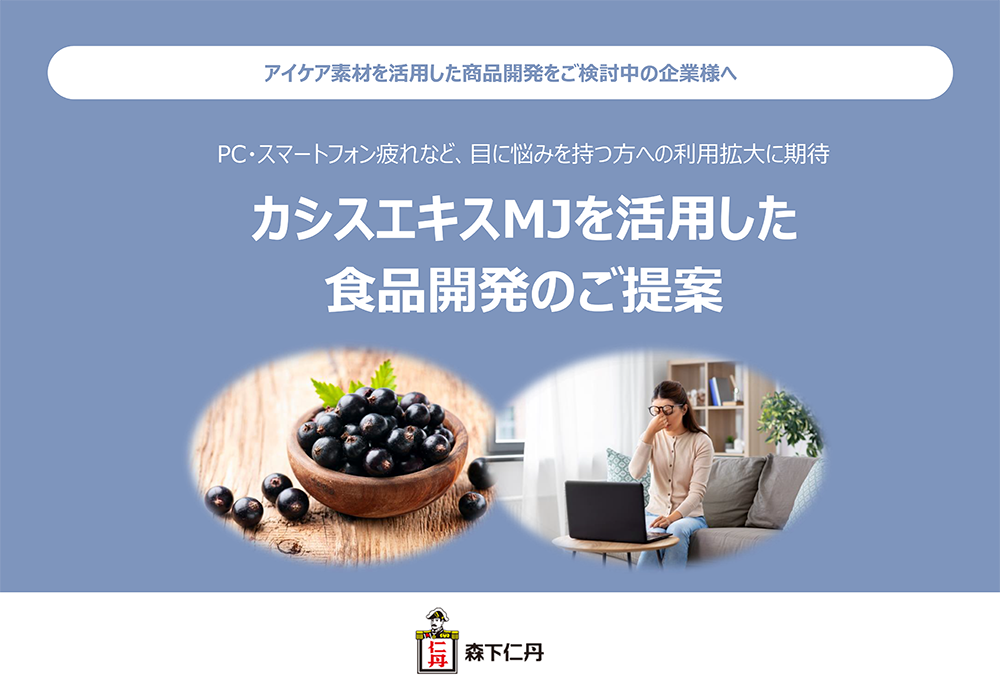 アイケア素材を活用した商品開発をご検討中の企業様へ
PC・スマートフォン疲れなど、目に悩みを持つ方への利用拡大に期待
カシスエキスMJを活用した
食品開発のご提案
仁丹
森下仁丹